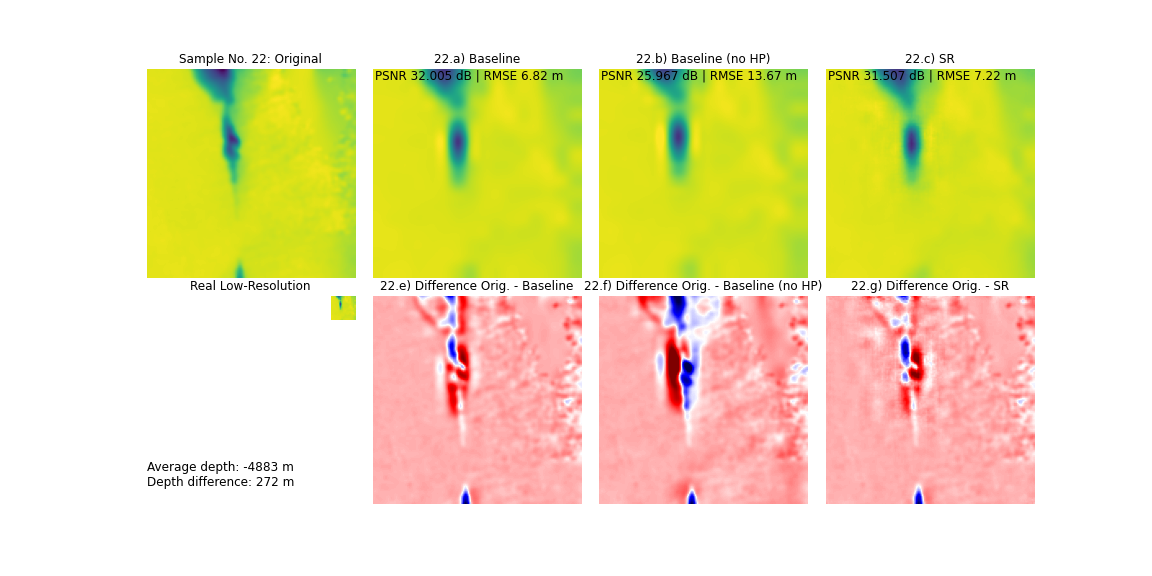 Sample No. 22: Original
22.a) Baseline
22.b) Baseline (no HP)
22.c) SR
PSNR 32.005 dB | RMSE 6.82 m
PSNR 25.967 dB | RMSE 13.67 m
PSNR 31.507 dB | RMSE 7.22 m
Real Low-Resolution
22.e) Difference Orig. - Baseline
22.f) Difference Orig. - Baseline (no HP)
22.g) Difference Orig. - SR
Average depth: -4883 m
Depth difference: 272 m